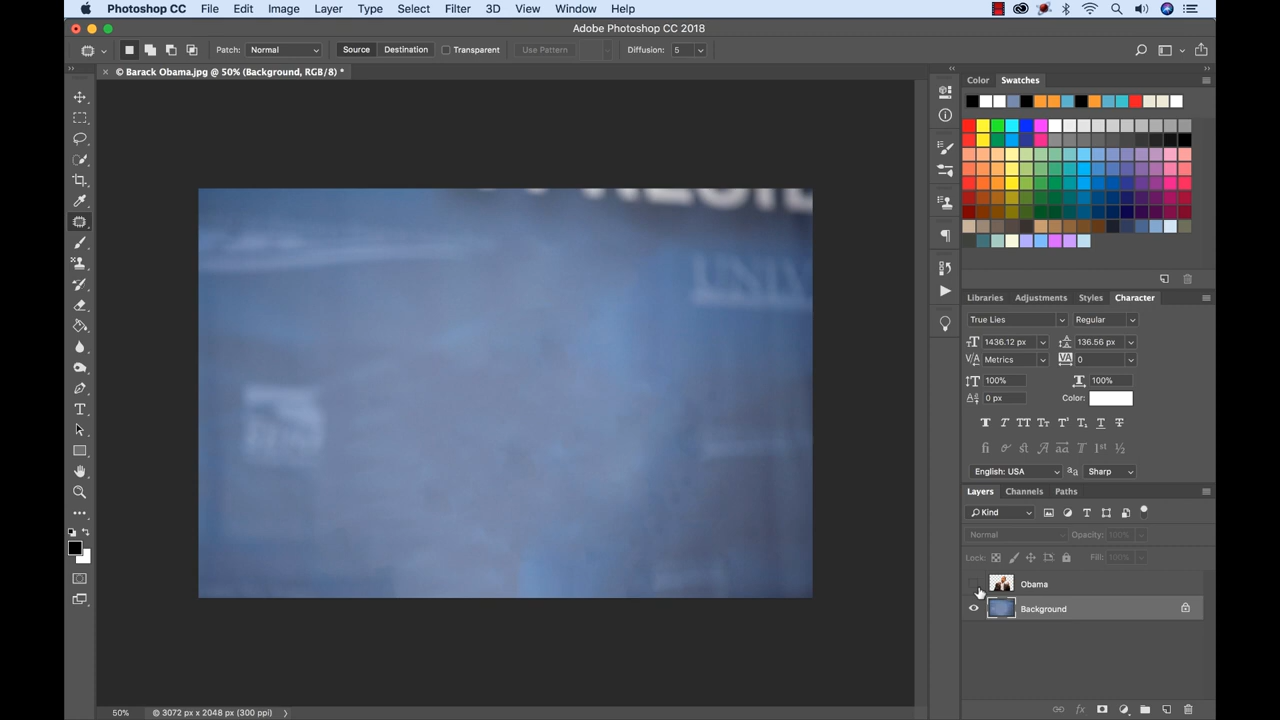 Photoshop CC File Edit Image Layer Type Select Filter 3D View Window Help
Adobe Photoshop CC 2018
Patch: Normal Source Destination Transparent Use Pattern Diffusion: 5
© Barack Obama.jpg @ 50% (Background, RGB/8) *
Color Swatches
Libraries Adjustments Styles Character
True Lies Regular
1436.12 px 136.56 px
Metrics 0
100% 100%
0 px Color:
English: USA Sharp
Layers Channels Paths
Kind
Normal Opacity: 100%
Lock: Fill: 100%
Obama
Background
50% © 3072 px x 2048 px (300 ppi)